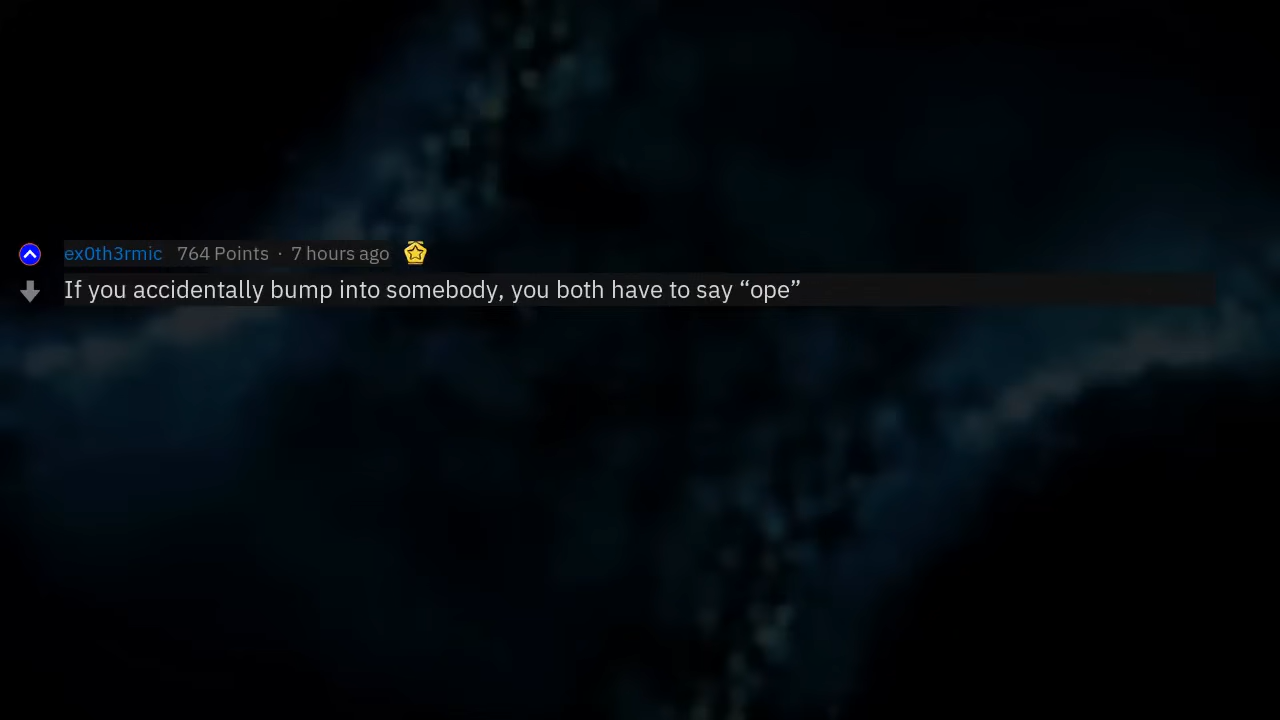 ex0th3rmic 764 Points · 7 hours ago
If you accidentally bump into somebody, you both have to say “ope”